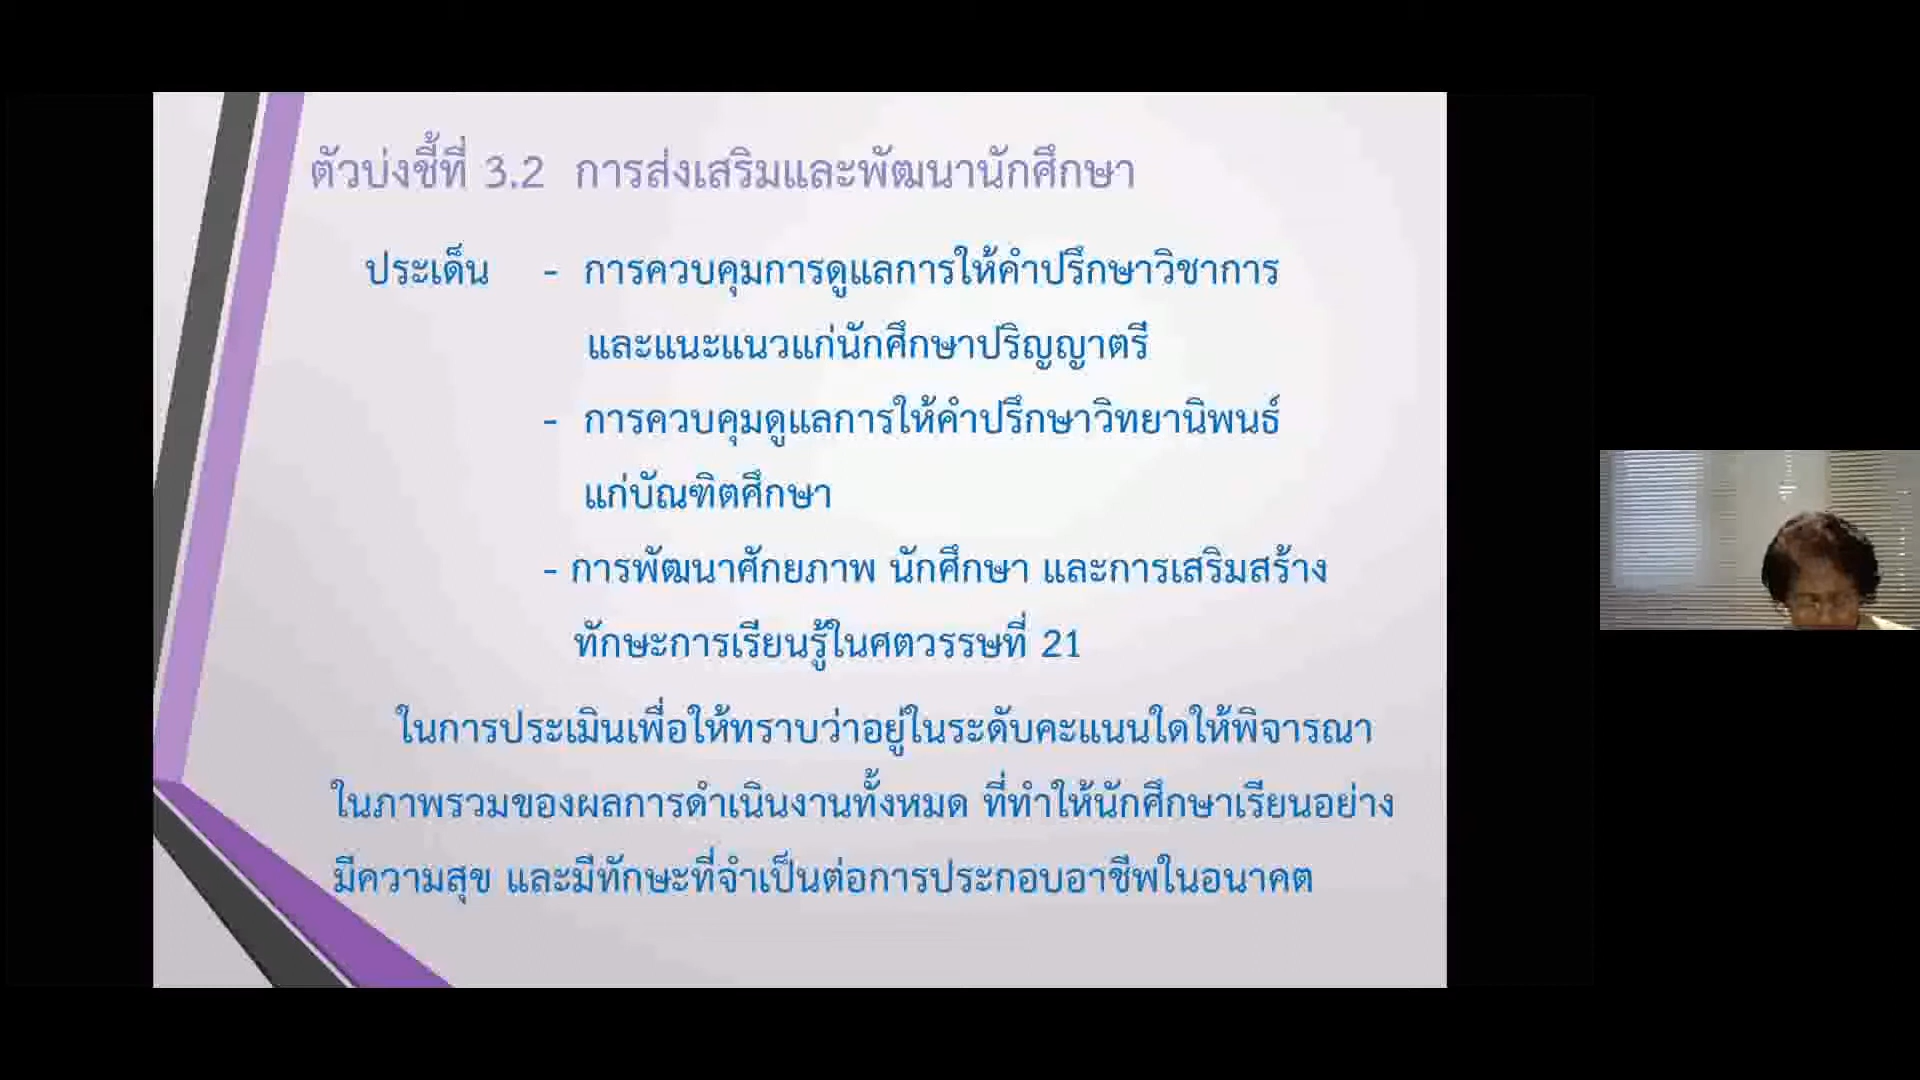 ตัวบ่งชี้ที่ 3.2 การส่งเสริมและพัฒนานักศึกษา
ประเด็น - การควบคุมการดูแลการให้คำปรึกษาวิชาการ
และแนะแนวแก่นักศึกษาปริญญาตรี
- การควบคุมดูแลการให้คำปรึกษาวิทยานิพนธ์
แก่บัณฑิตศึกษา
- การพัฒนาศักยภาพ นักศึกษา และการเสริมสร้าง
ทักษะการเรียนรู้ในศตวรรษที่ 21
ในการประเมินเพื่อให้ทราบว่าอยู่ในระดับคะแนนใดให้พิจารณา
ในภาพรวมของผลการดำเนินงานทั้งหมด ที่ทำให้นักศึกษาเรียนอย่าง
มีความสุข และมีทักษะที่จำเป็นต่อการประกอบอาชีพในอนาคต